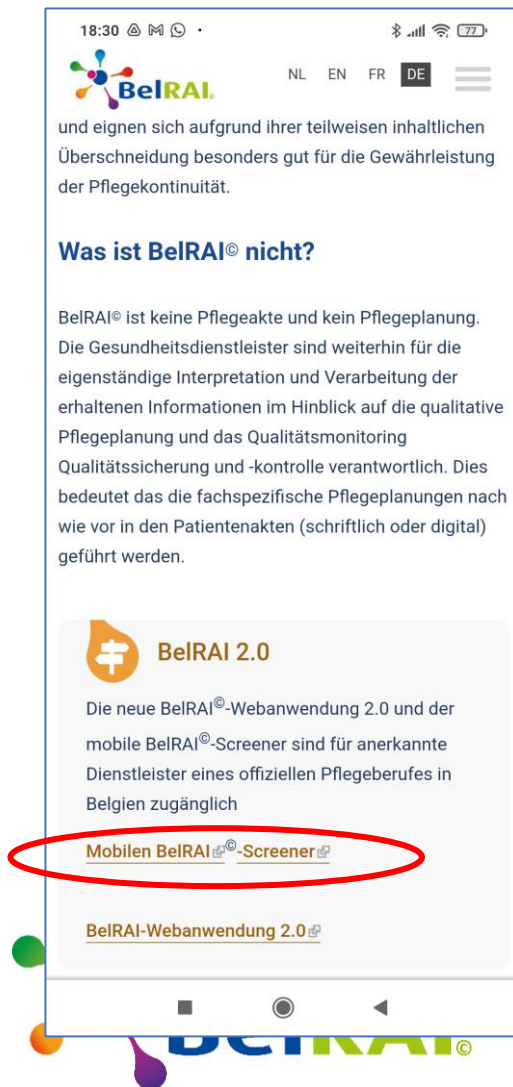 18:30
77
BelRAI.
NL EN FR DE
und eignen sich aufgrund ihrer teilweisen inhaltlichen
Überschneidung besonders gut für die Gewährleistung
der Pflegekontinuität.
Was ist BelRAI© nicht?
BelRAI© ist keine Pflegeakte und kein Pflegeplanung.
Die Gesundheitsdienstleister sind weiterhin für die
eigenständige Interpretation und Verarbeitung der
erhaltenen Informationen im Hinblick auf die qualitative
Pflegeplanung und das Qualitätsmonitoring
Qualitätssicherung und -kontrolle verantwortlich. Dies
bedeutet das die fachspezifische Pflegeplanungen nach
wie vor in den Patientenakten (schriftlich oder digital)
geführt werden.
BelRAI 2.0
Die neue BelRAI©-Webanwendung 2.0 und der
mobile BelRAI©-Screener sind für anerkannte
Dienstleister eines offiziellen Pflegeberufes in
Belgien zugänglich
Mobilen BelRAI©-Screener
BelRAI-Webanwendung 2.0
BelRAI©